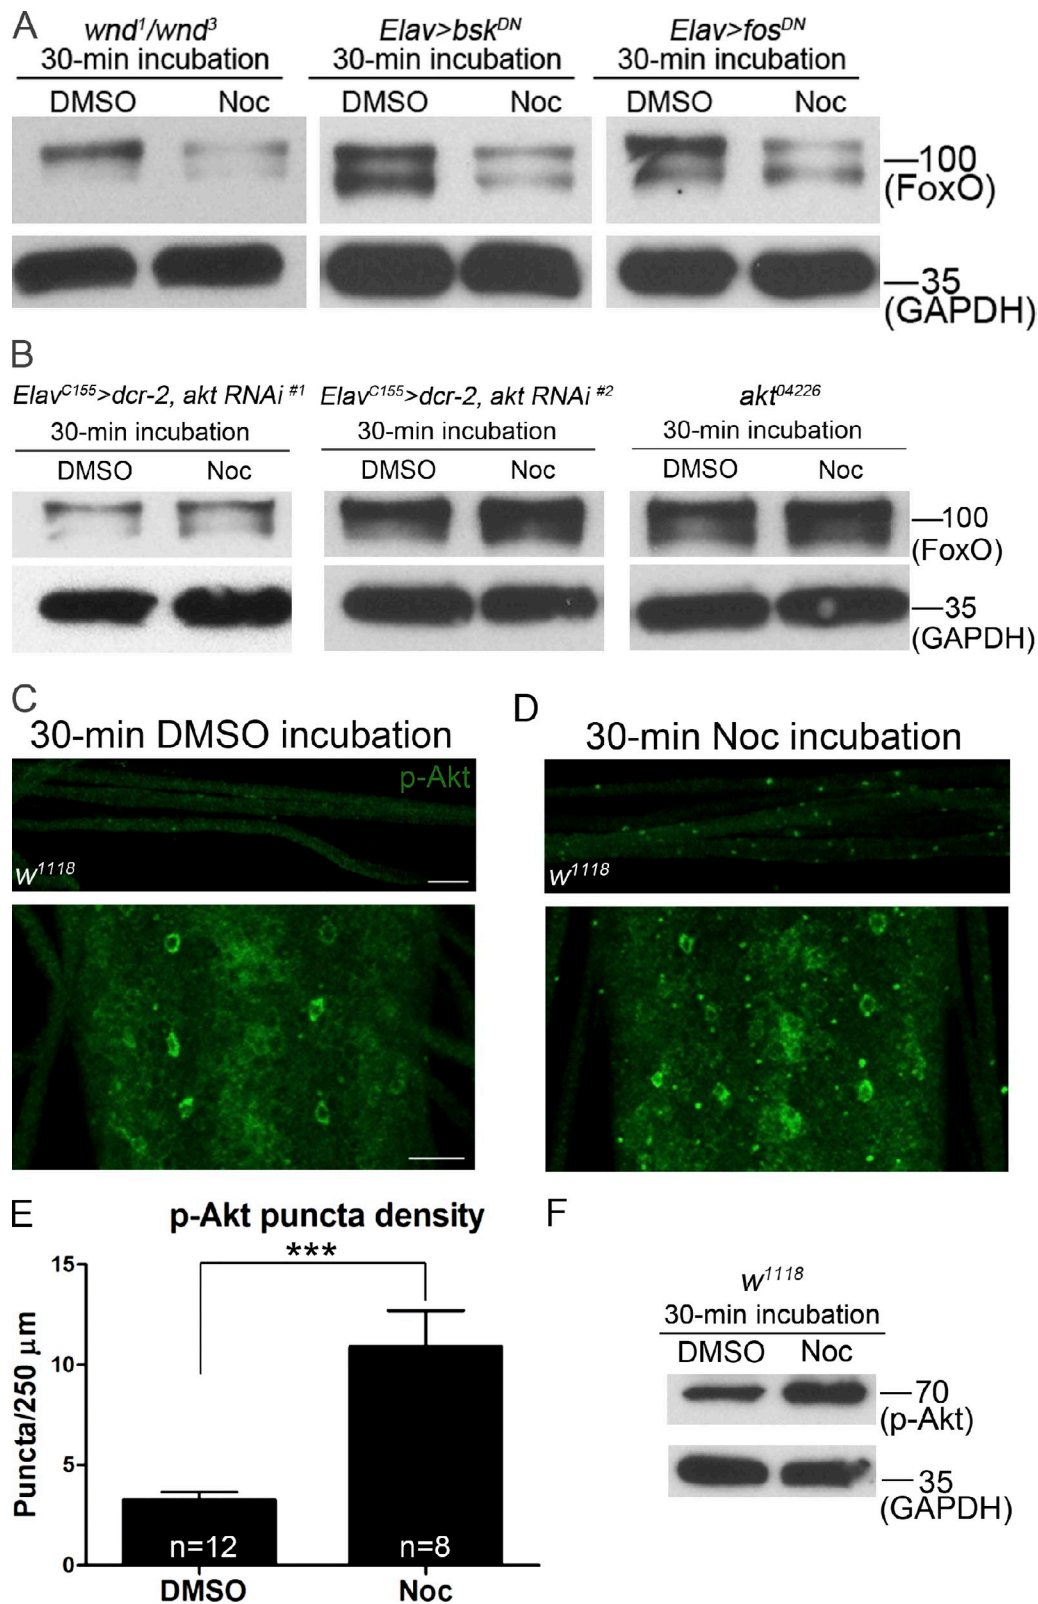 A
wnd¹/wnd³ Elav>bskᴰᴺ Elav>fosᴰᴺ
30-min incubation 30-min incubation 30-min incubation
DMSO Noc DMSO Noc DMSO Noc
—100
(FoxO)
—35
(GAPDH)
B
Elavᶜ¹⁵⁵>dcr-2, akt RNAi #1 Elavᶜ¹⁵⁵>dcr-2, akt RNAi #2 akt⁰⁴²²⁶
30-min incubation 30-min incubation 30-min incubation
DMSO Noc DMSO Noc DMSO Noc
—100
(FoxO)
—35
(GAPDH)
C
30-min DMSO incubation
p-Akt
w¹¹¹⁸
D
30-min Noc incubation
w¹¹¹⁸
E
p-Akt puncta density
***
Puncta/250 µm
15
10
5
0
n=12 n=8
DMSO Noc
F
w¹¹¹⁸
30-min incubation
DMSO Noc
—70
(p-Akt)
—35
(GAPDH)